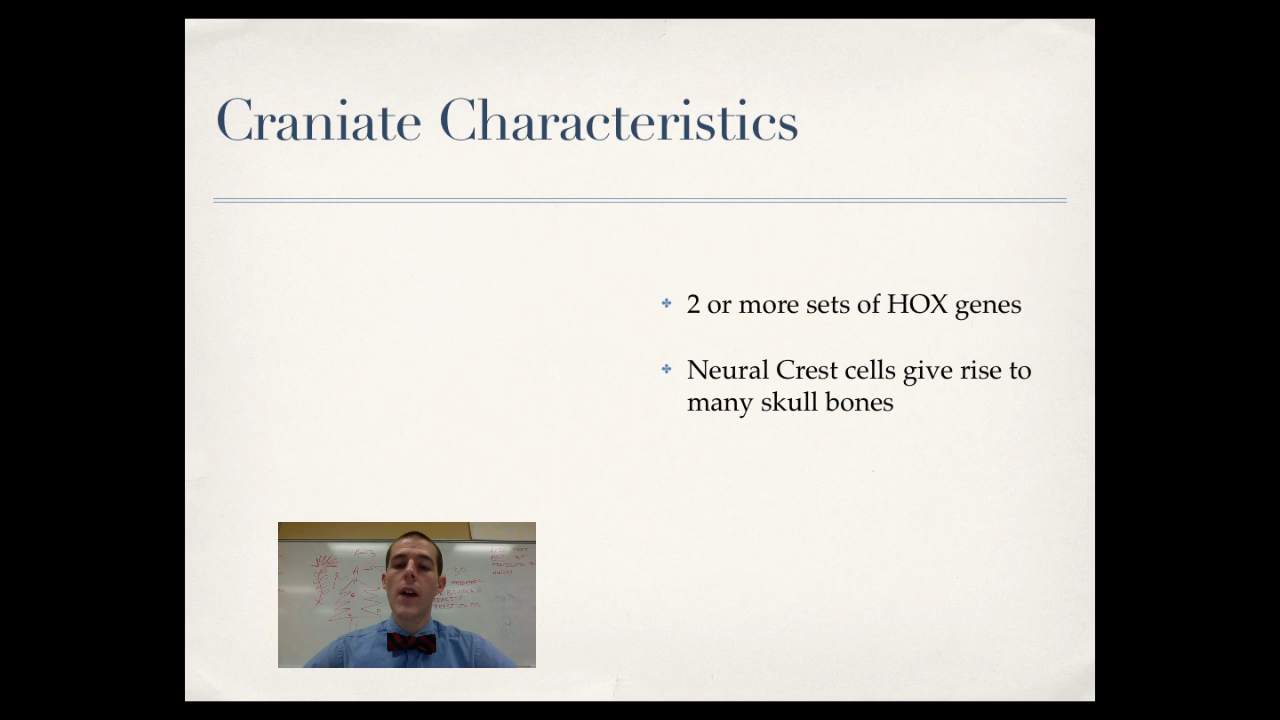 Craniate Characteristics
2 or more sets of HOX genes
Neural Crest cells give rise to
many skull bones